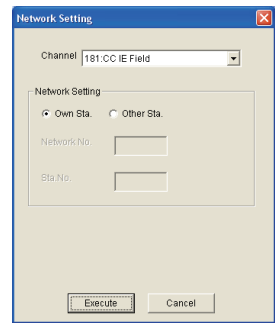 Network Setting
Channel 181:CC IE Field
Network Setting
Own Sta. Other Sta.
Network No.
Sta.No.
Execute Cancel